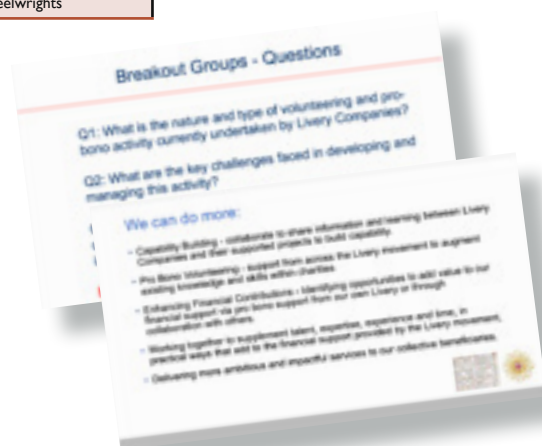 eelwrights
Breakout Groups - Questions
Q1: What is the nature and type of volunteering and pro-
bono activity currently undertaken by Livery Companies?
Q2: What are the key challenges faced in developing and
managing this activity?
We can do more:
- Capability Building - collaborate to share information and learning between Livery
Companies and their supported projects to build capability.
- Pro Bono Volunteering - support from across the Livery movement to augment
existing knowledge and skills within charities.
- Enhancing Financial Contributions - Identifying opportunities to add value to our
financial support via pro bono support from our own Livery or through
collaboration with others.
- Working together to supplement talent, expertise, experience and time, in
practical ways that add to the financial support provided by the Livery movement,
- Delivering more ambitious and impactful services to our collective beneficiaries.